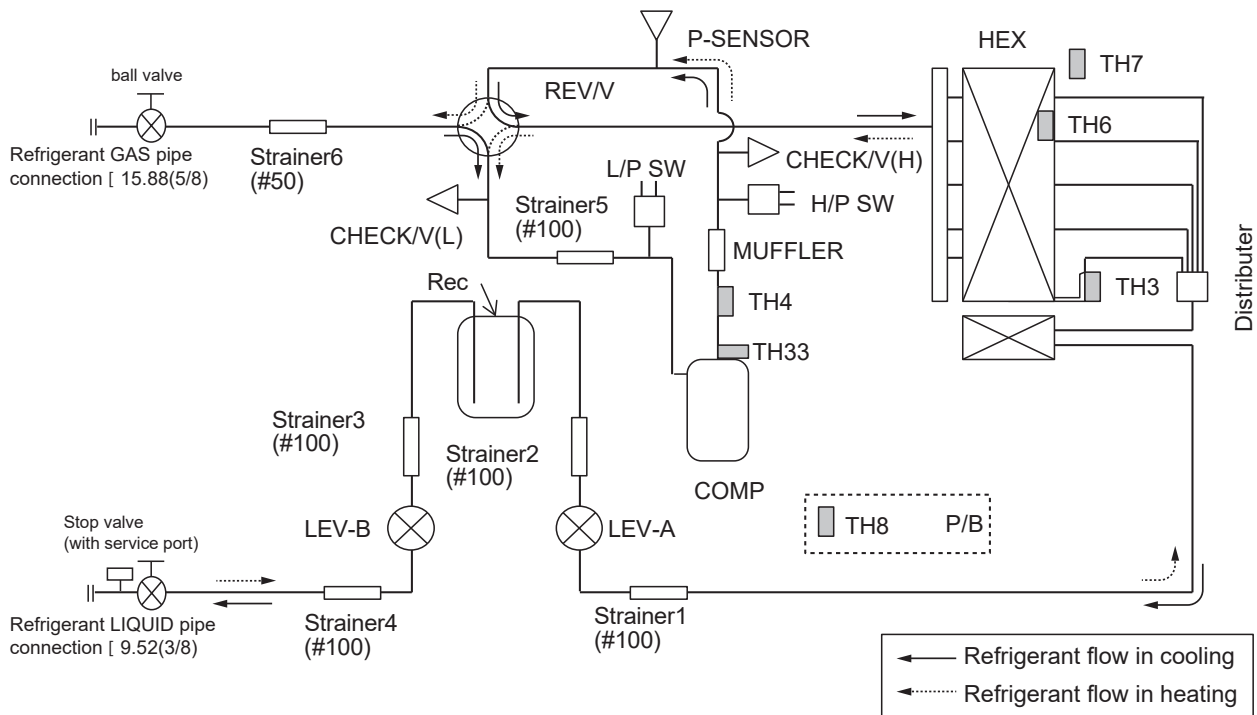 P-SENSOR
HEX
TH7
ball valve
REV/V
TH6
Refrigerant GAS pipe
connection [ 15.88(5/8)
Strainer6
(#50)
L/P SW
CHECK/V(H)
Strainer5
(#100)
H/P SW
CHECK/V(L)
MUFFLER
Rec
TH4
TH3
Distributer
TH33
Strainer3
(#100)
Strainer2
(#100)
COMP
Stop valve
(with service port)
LEV-B
LEV-A
TH8
P/B
Refrigerant LIQUID pipe
connection [ 9.52(3/8)
Strainer4
(#100)
Strainer1
(#100)
Refrigerant flow in cooling
Refrigerant flow in heating